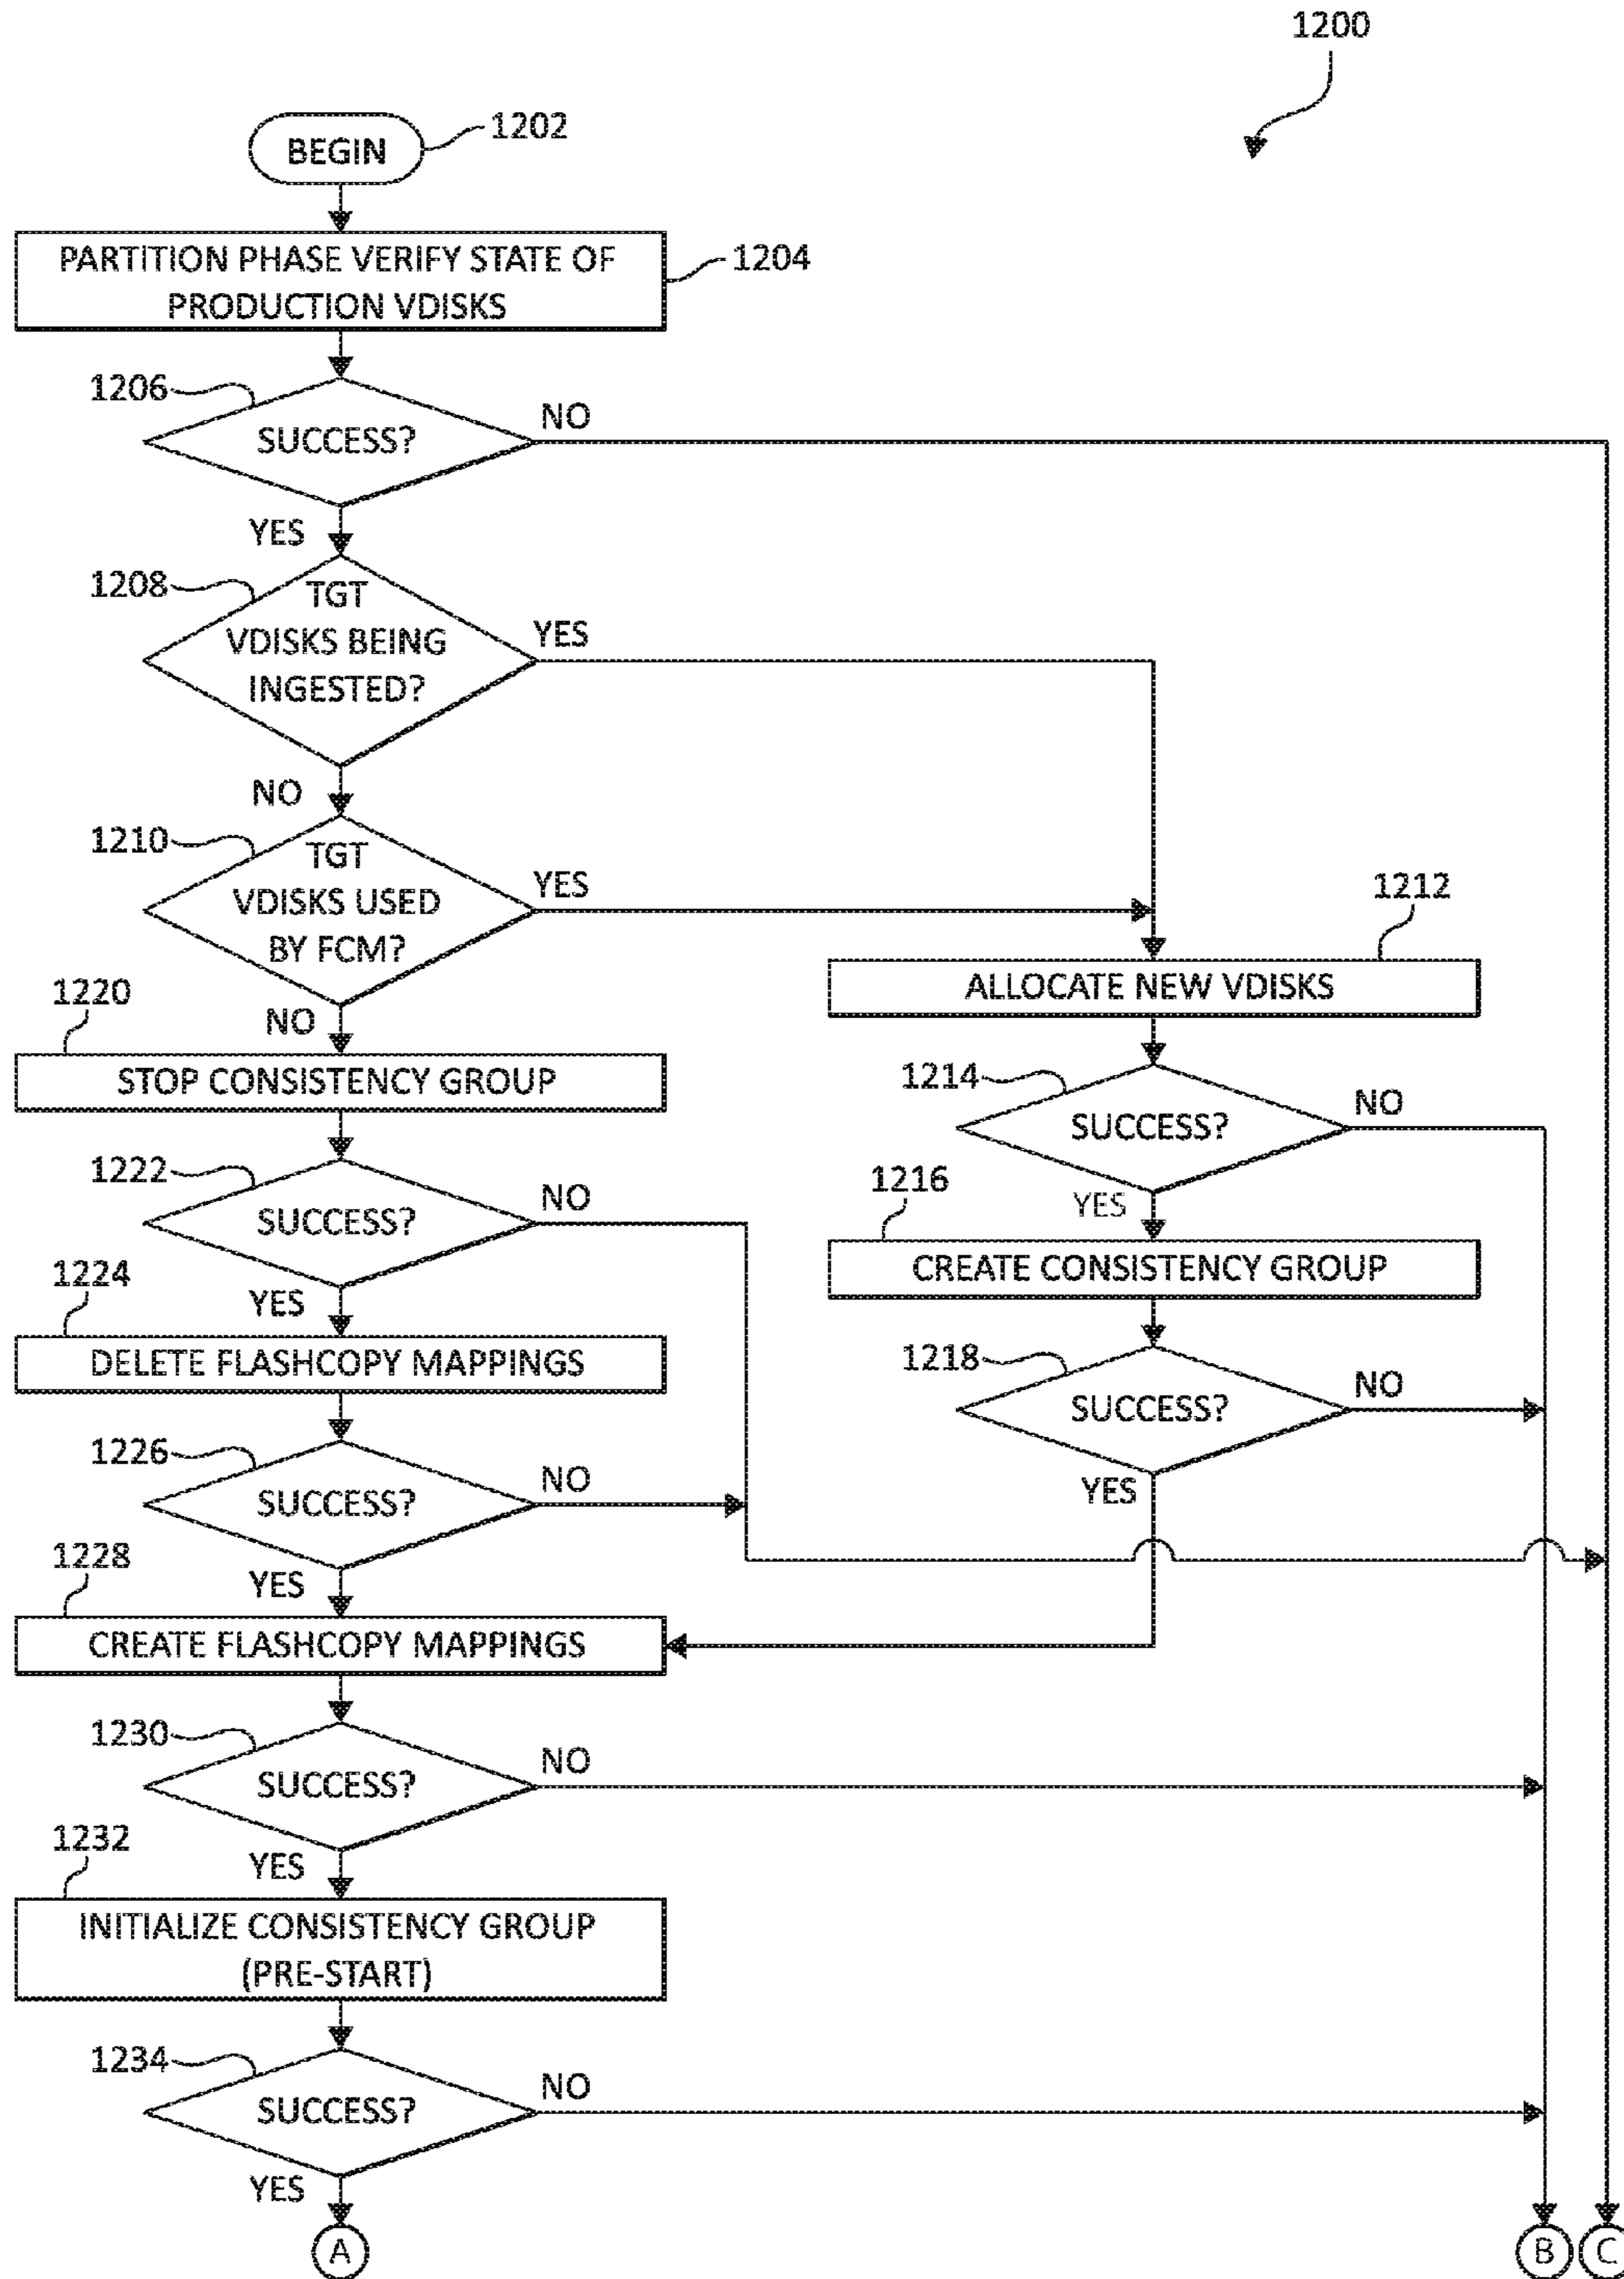 1200
BEGIN
1202
PARTITION PHASE VERIFY STATE OF
PRODUCTION VDISKS
1204
1206
SUCCESS?
NO
YES
1208
TGT
VDISKS BEING
INGESTED?
YES
NO
1210
TGT
VDISKS USED
BY FCM?
YES
NO
1212
ALLOCATE NEW VDISKS
1214
SUCCESS?
NO
YES
1216
CREATE CONSISTENCY GROUP
1218
SUCCESS?
NO
YES
1220
STOP CONSISTENCY GROUP
1222
SUCCESS?
NO
YES
1224
DELETE FLASHCOPY MAPPINGS
1226
SUCCESS?
NO
YES
1228
CREATE FLASHCOPY MAPPINGS
1230
SUCCESS?
NO
YES
1232
INITIALIZE CONSISTENCY GROUP
(PRE-START)
1234
SUCCESS?
NO
YES
A
B
C